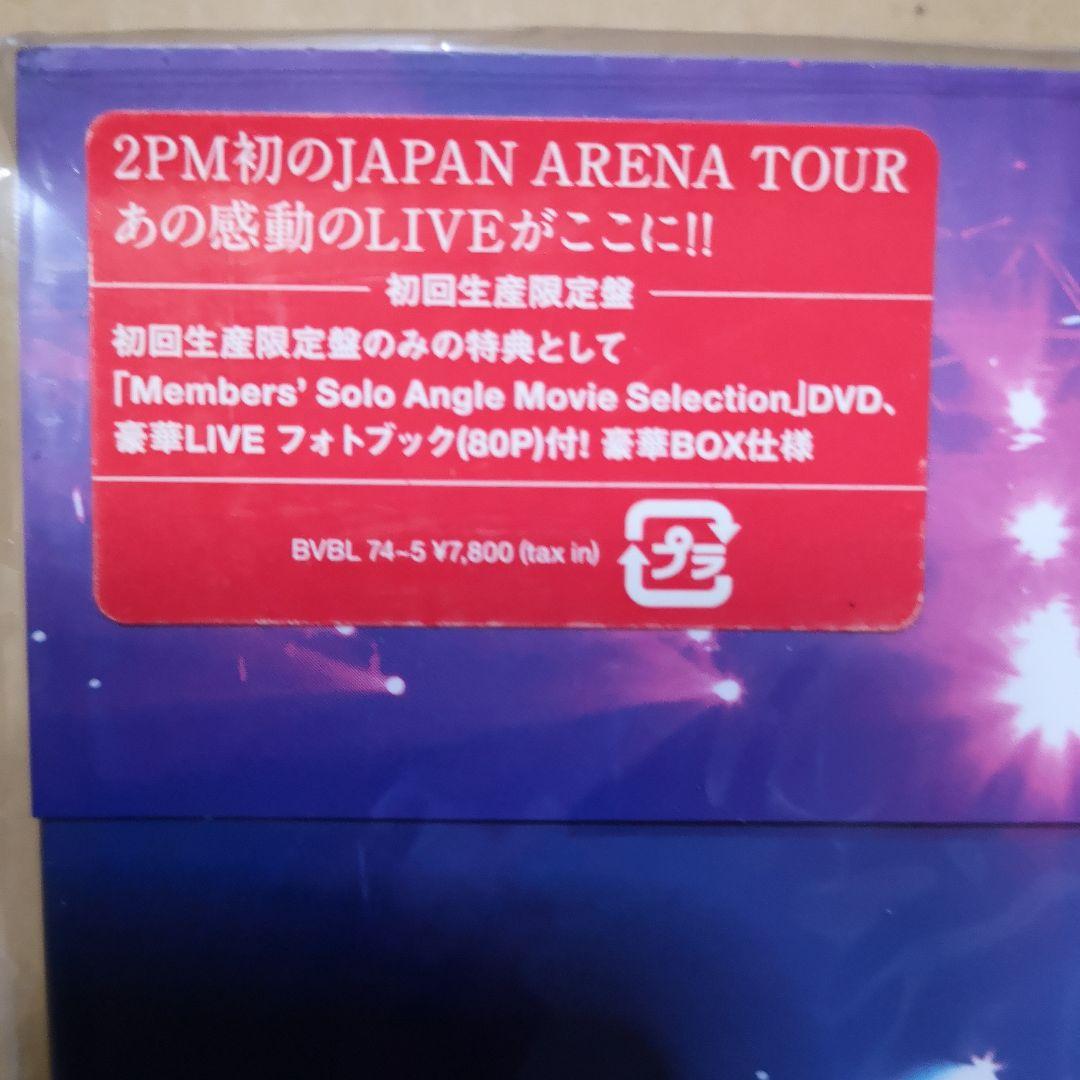 2PM初のJAPAN ARENA TOUR
あの感動のLIVEがここに!!
初回生産限定盤
初回生産限定盤のみの特典として
「Members' Solo Angle Movie Selection」DVD、
豪華LIVE フォトブック(80P)付! 豪華BOX仕様
BVBL 74~5 ¥7,800 (tax in)
プラ